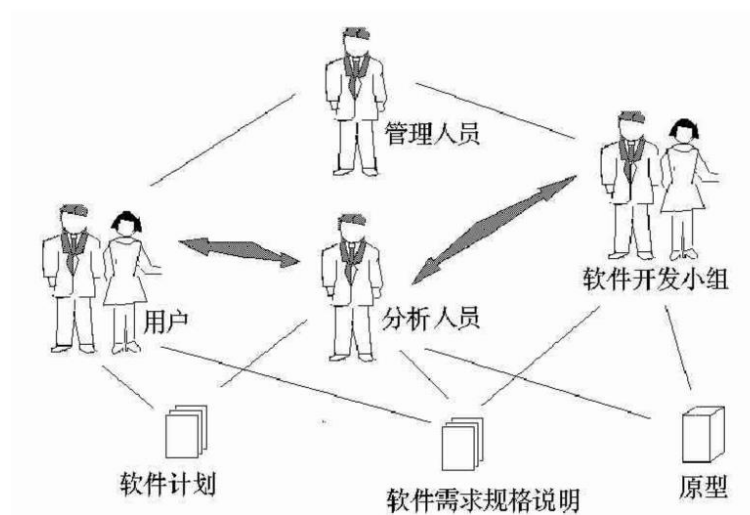 管理人员
软件开发小组
用户
分析人员
软件计划
软件需求规格说明
原型